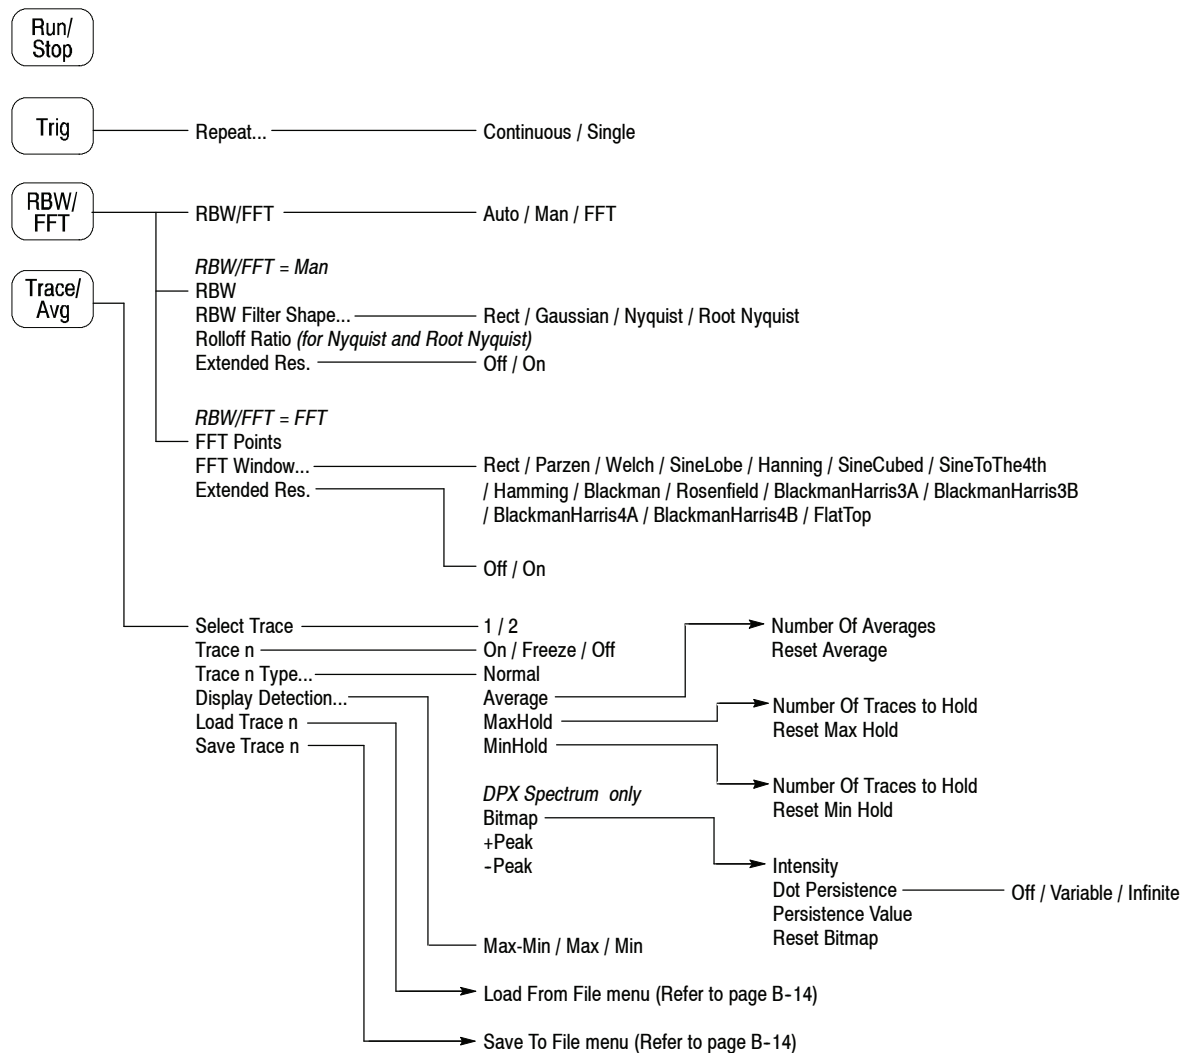 Run/
Stop
Trig
Repeat...
Continuous / Single
RBW/
FFT
RBW/FFT
Auto / Man / FFT
RBW/FFT = Man
RBW
RBW Filter Shape...
Rect / Gaussian / Nyquist / Root Nyquist
Rolloff Ratio (for Nyquist and Root Nyquist)
Extended Res.
Off / On
RBW/FFT = FFT
FFT Points
FFT Window...
Rect / Parzen / Welch / SineLobe / Hanning / SineCubed / SineToThe4th
/ Hamming / Blackman / Rosenfield / BlackmanHarris3A / BlackmanHarris3B
/ BlackmanHarris4A / BlackmanHarris4B / FlatTop
Extended Res.
Off / On
Trace/
Avg
Select Trace
1 / 2
Trace n
On / Freeze / Off
Trace n Type...
Normal
Average
Number Of Averages
Reset Average
MaxHold
Number Of Traces to Hold
Reset Max Hold
MinHold
Number Of Traces to Hold
Reset Min Hold
DPX Spectrum only
Bitmap
+Peak
-Peak
Intensity
Dot Persistence
Off / Variable / Infinite
Persistence Value
Reset Bitmap
Display Detection...
Max-Min / Max / Min
Load Trace n
Load From File menu (Refer to page B-14)
Save Trace n
Save To File menu (Refer to page B-14)